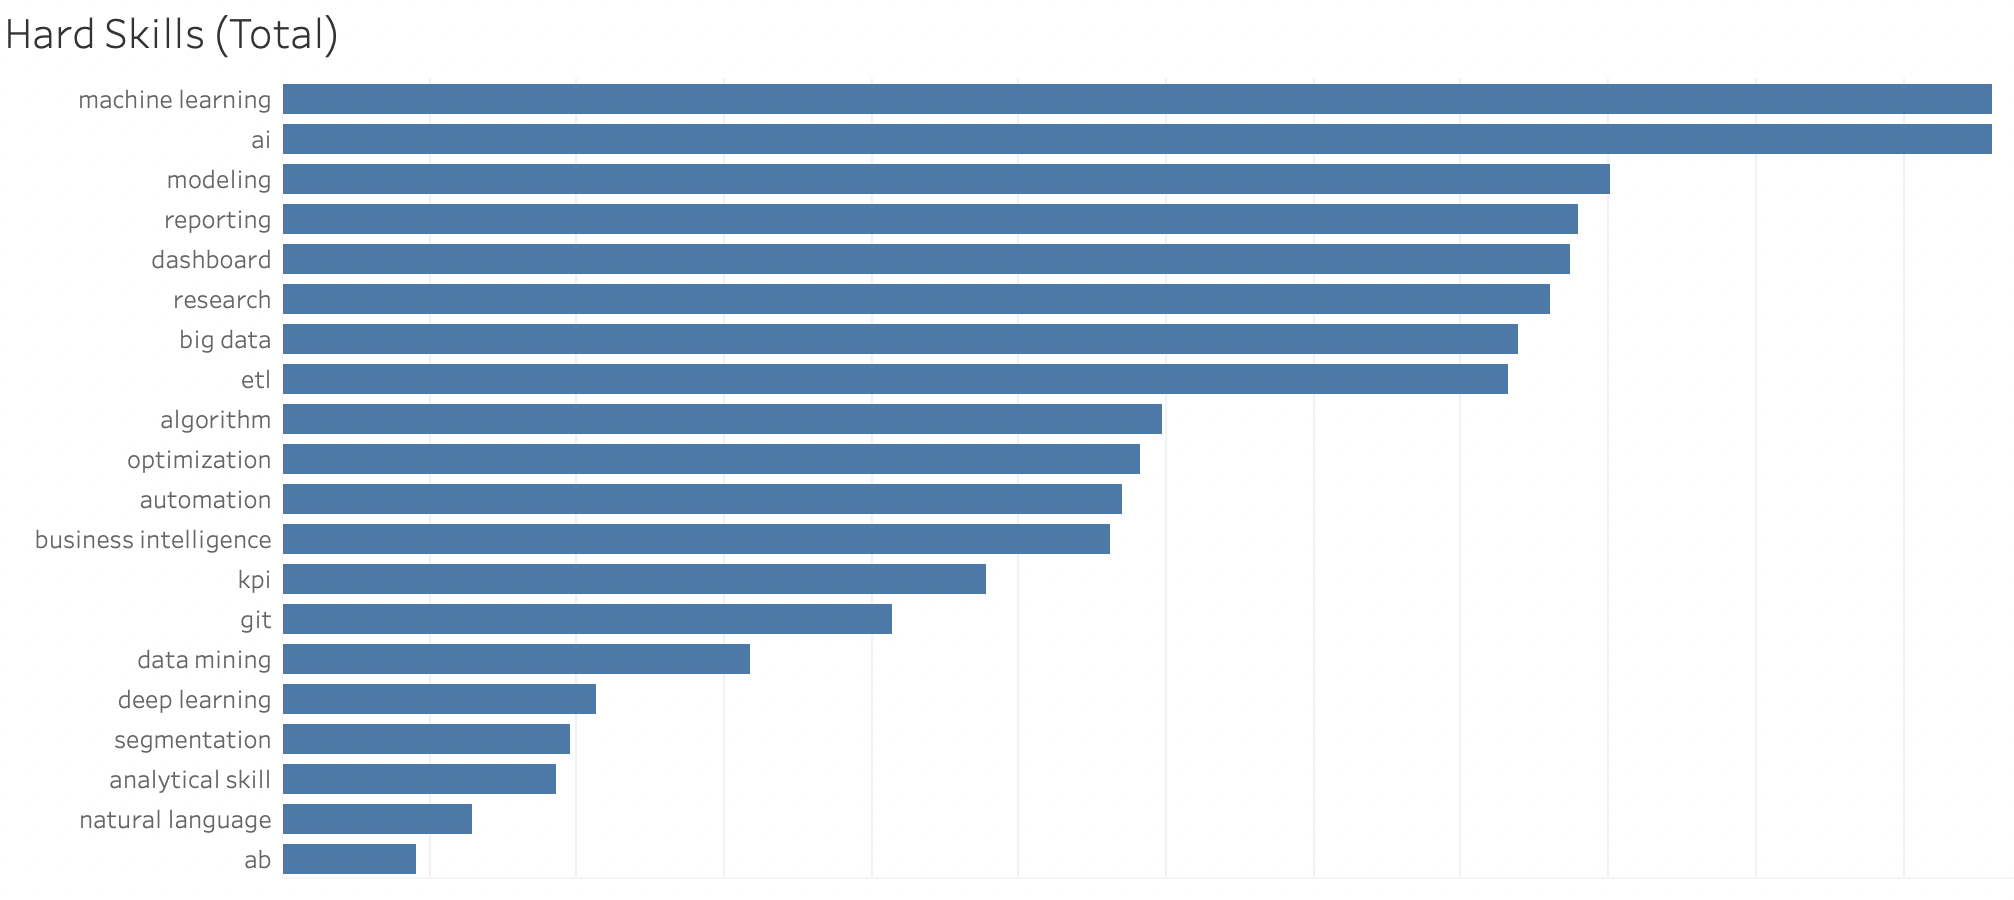 Hard Skills (Total)
machine learning
ai
modeling
reporting
dashboard
research
big data
etl
algorithm
optimization
automation
business intelligence
kpi
git
data mining
deep learning
segmentation
analytical skill
natural language
ab